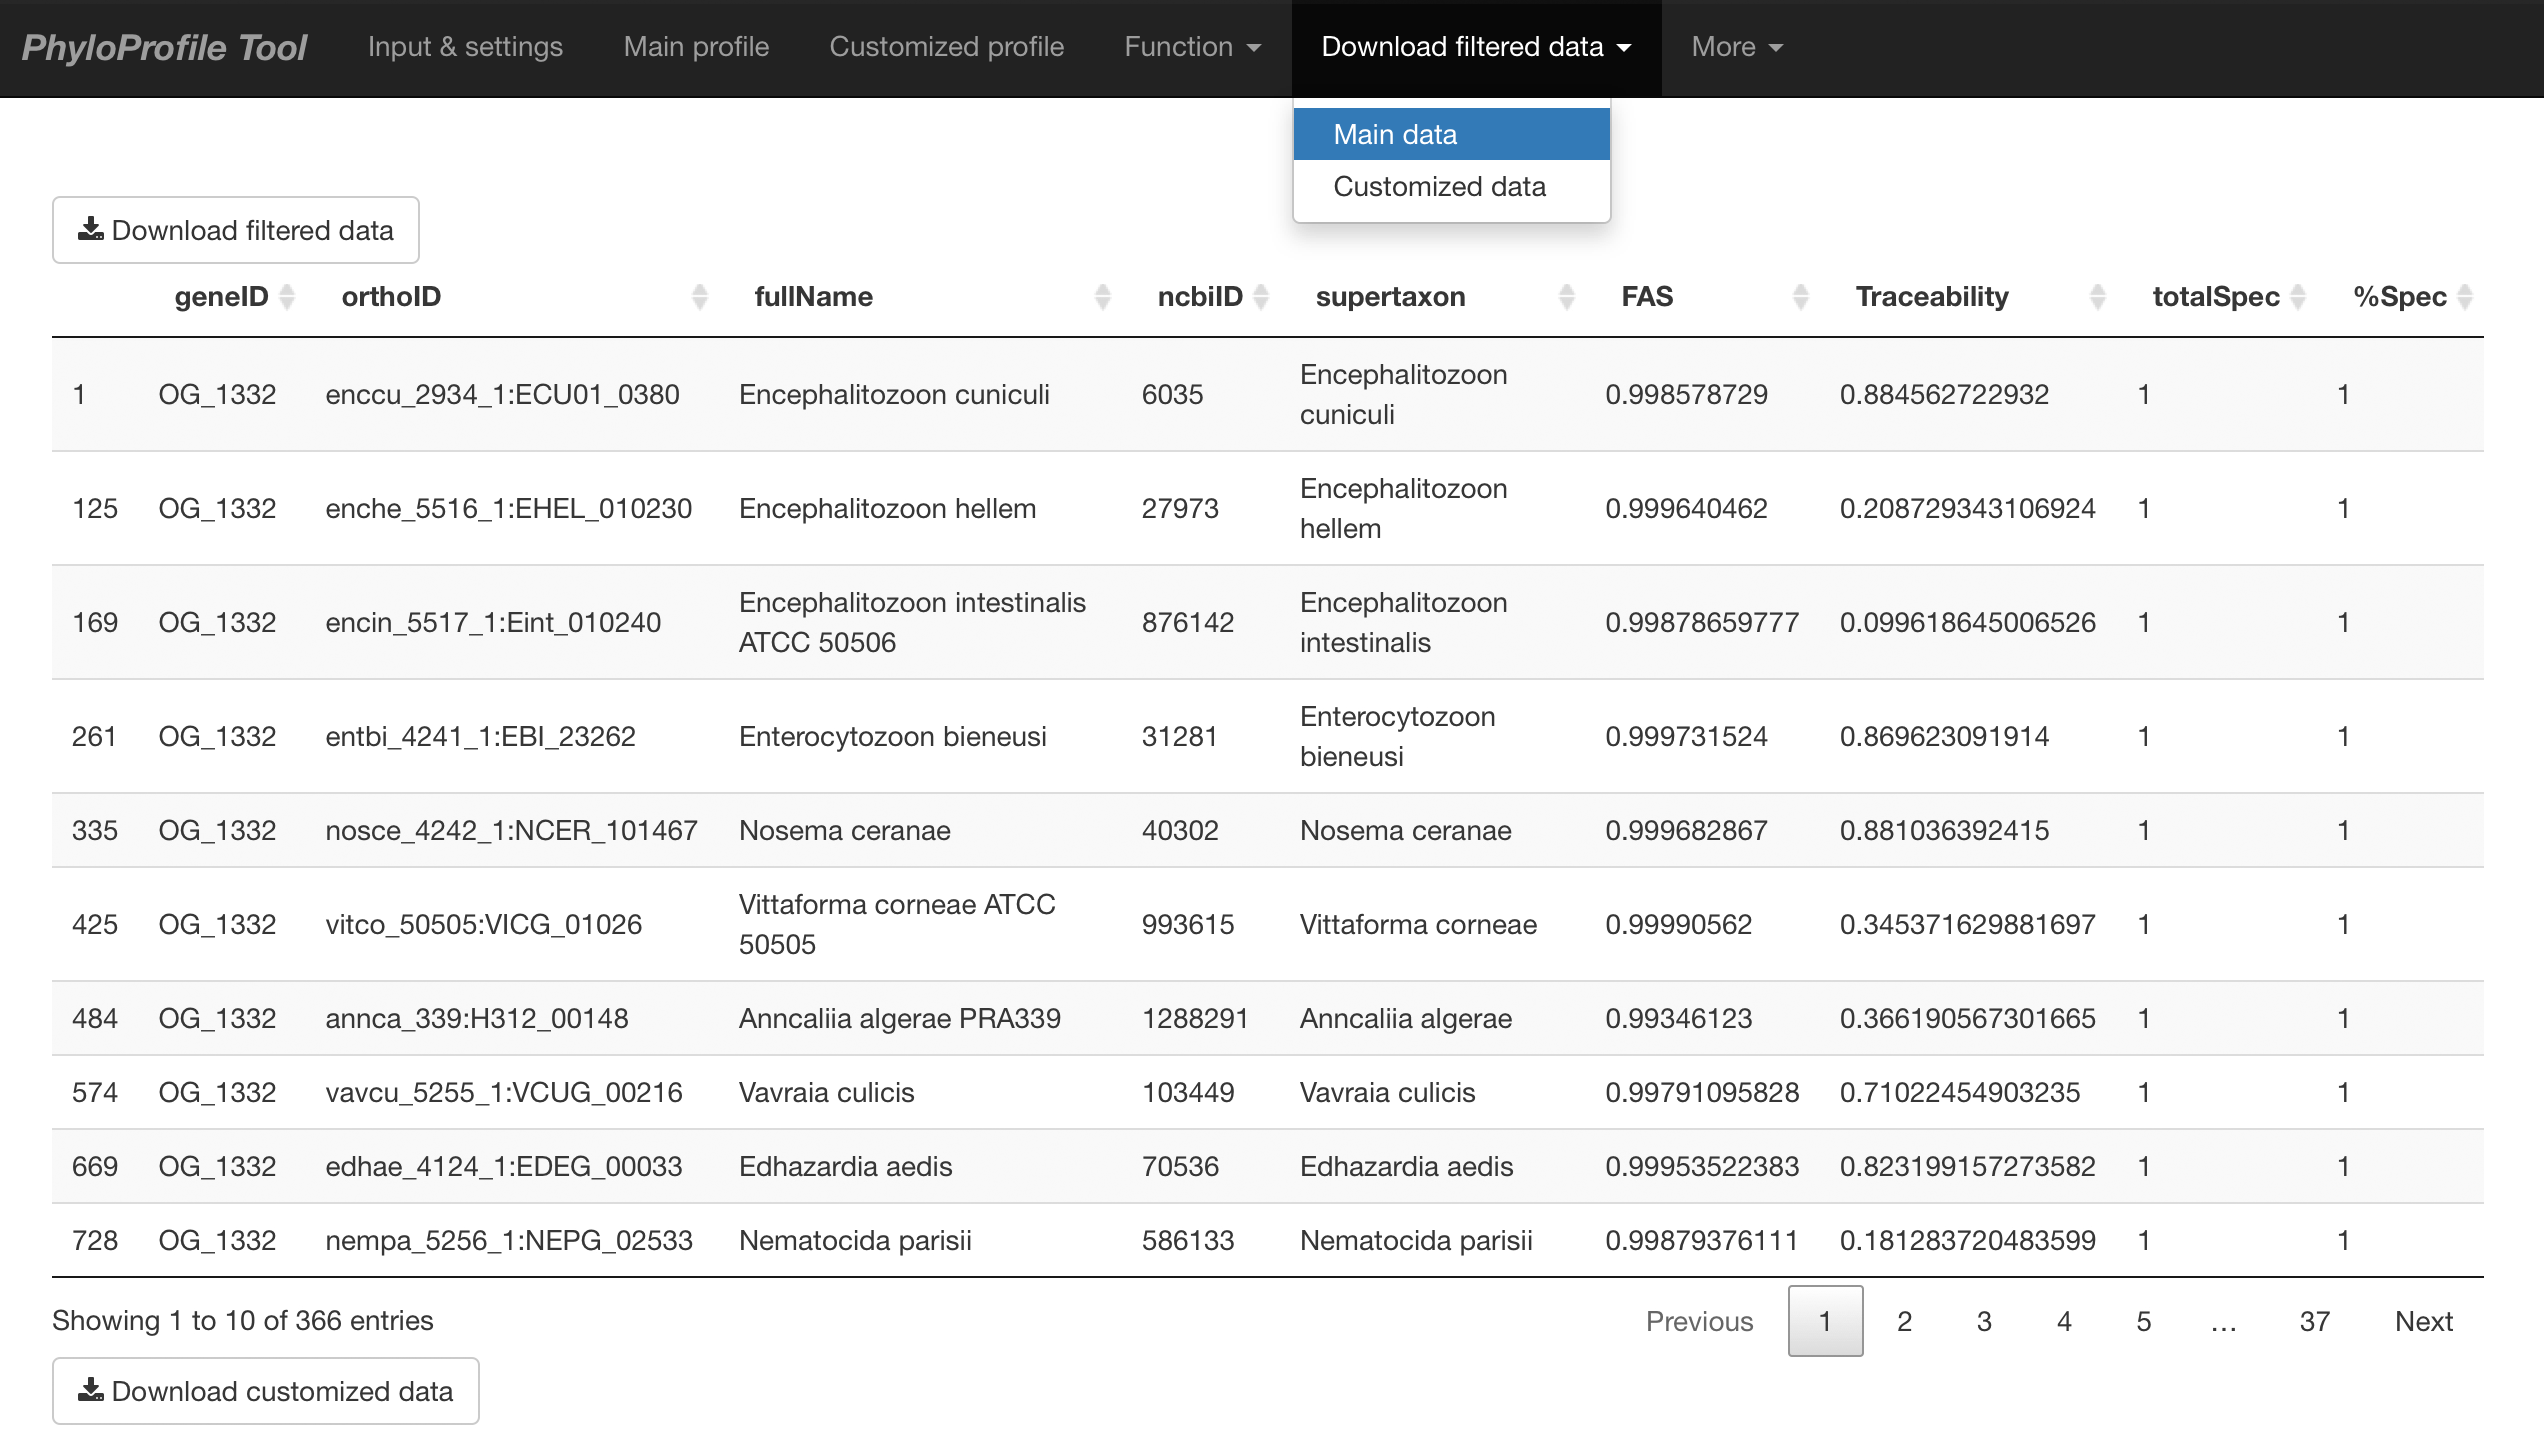 PhyloProfile Tool Input & settings Main profile Customized profile Function Download filtered data More
Main data
Customized data
Download filtered data
geneID orthoID fullName ncbiID supertaxon FAS Traceability totalSpec %Spec
1 OG_1332 enccu_2934_1:ECU01_0380 Encephalitozoon cuniculi 6035 Encephalitozoon cuniculi 0.998578729 0.884562722932 1 1
125 OG_1332 enche_5516_1:EHEL_010230 Encephalitozoon hellem 27973 Encephalitozoon hellem 0.999640462 0.208729343106924 1 1
169 OG_1332 encin_5517_1:Eint_010240 Encephalitozoon intestinalis ATCC 50506 876142 Encephalitozoon intestinalis 0.99878659777 0.099618645006526 1 1
261 OG_1332 entbi_4241_1:EBI_23262 Enterocytozoon bieneusi 31281 Enterocytozoon bieneusi 0.999731524 0.869623091914 1 1
335 OG_1332 nosce_4242_1:NCER_101467 Nosema ceranae 40302 Nosema ceranae 0.999682867 0.881036392415 1 1
425 OG_1332 vitco_50505:VICG_01026 Vittaforma corneae ATCC 50505 993615 Vittaforma corneae 0.99990562 0.345371629881697 1 1
484 OG_1332 annca_339:H312_00148 Anncaliia algerae PRA339 1288291 Anncaliia algerae 0.99346123 0.366190567301665 1 1
574 OG_1332 vavcu_5255_1:VCUG_00216 Vavraia culicis 103449 Vavraia culicis 0.99791095828 0.71022454903235 1 1
669 OG_1332 edhae_4124_1:EDEG_00033 Edhazardia aedis 70536 Edhazardia aedis 0.99953522383 0.823199157273582 1 1
728 OG_1332 nempa_5256_1:NEPG_02533 Nematocida parisii 586133 Nematocida parisii 0.99879376111 0.181283720483599 1 1
Showing 1 to 10 of 366 entries Previous 1 2 3 4 5 … 37 Next
Download customized data